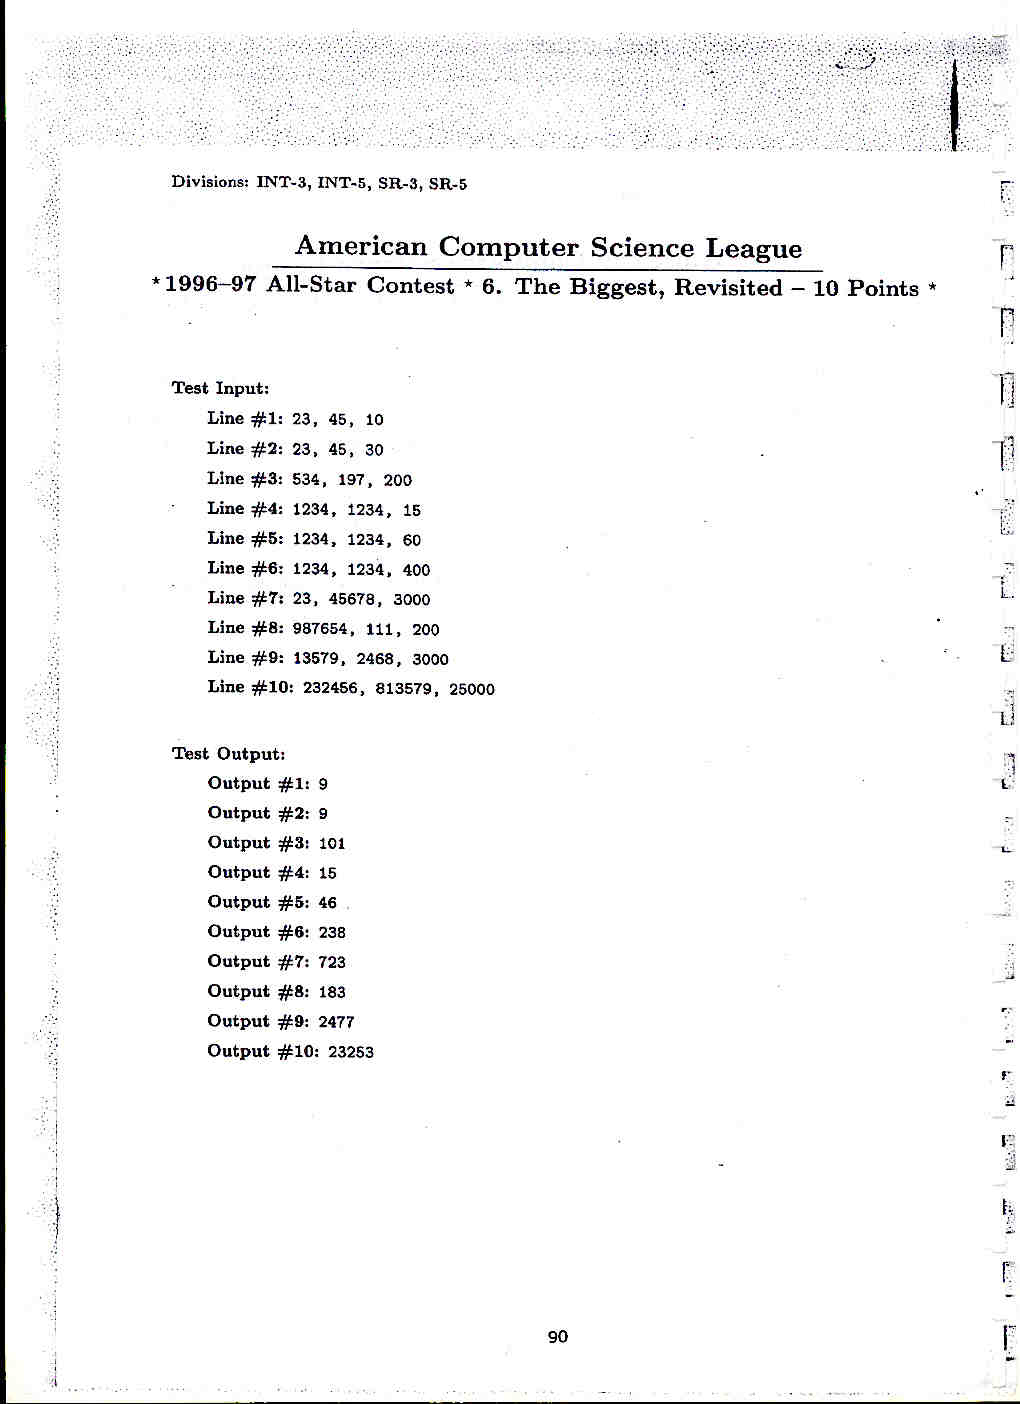 Divisions: INT-3, INT-5, SR-3, SR-5
American Computer Science League
* 1996–97 All-Star Contest * 6. The Biggest, Revisited – 10 Points *
Test Input:
Line #1: 23, 45, 10
Line #2: 23, 45, 30
Line #3: 534, 197, 200
Line #4: 1234, 1234, 15
Line #5: 1234, 1234, 60
Line #6: 1234, 1234, 400
Line #7: 23, 45678, 3000
Line #8: 987654, 111, 200
Line #9: 13579, 2468, 3000
Line #10: 232456, 813579, 25000
Test Output:
Output #1: 9
Output #2: 9
Output #3: 101
Output #4: 15
Output #5: 46
Output #6: 238
Output #7: 723
Output #8: 183
Output #9: 2477
Output #10: 23253
90